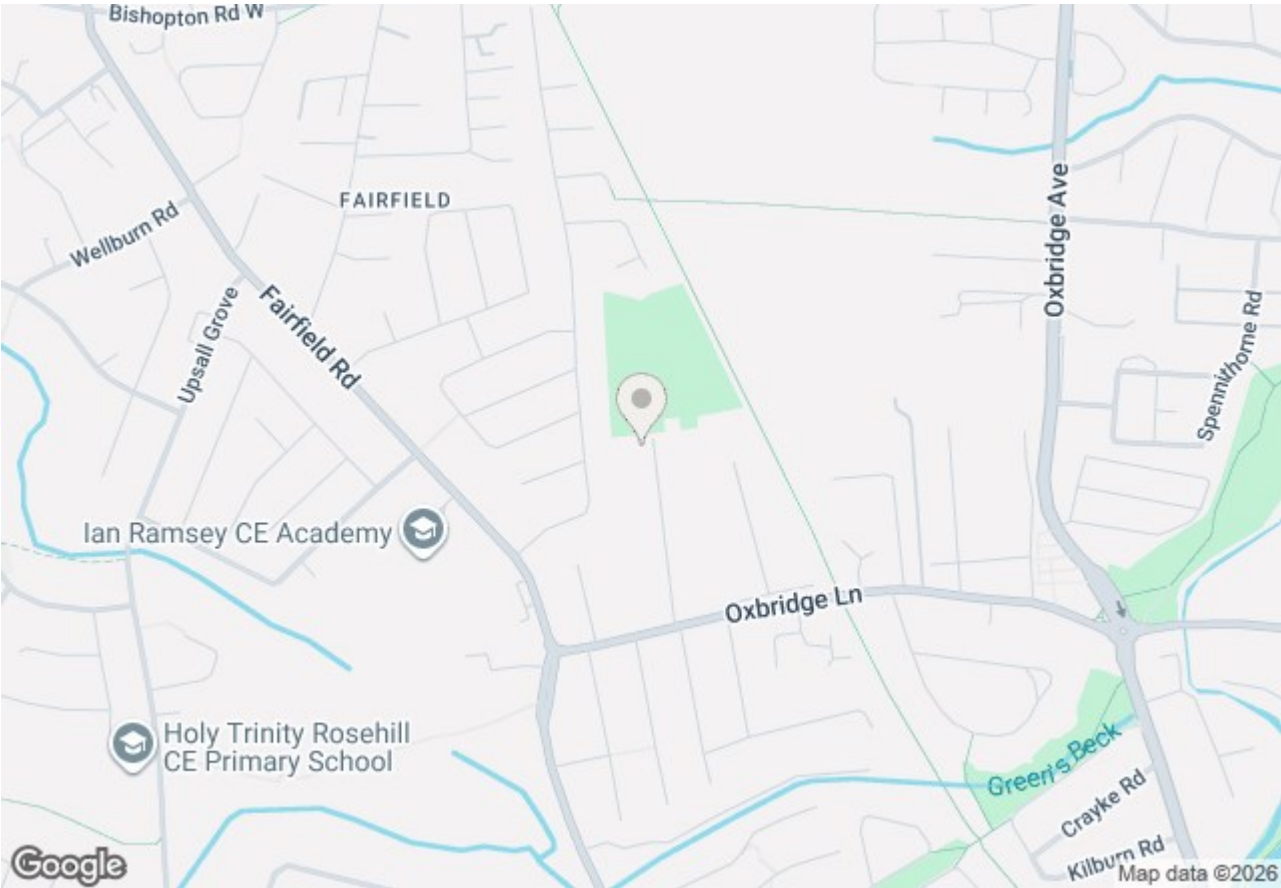 Bishopton Rd W
FAIRFIELD
Wellburn Rd
Upsall Grove
Fairfield Rd
Oxbridge Ave
Spennithorne Rd
Ian Ramsey CE Academy
Oxbridge Ln
Holy Trinity Rosehill
CE Primary School
Green's Beck
Crayke Rd
Kilburn Rd
Google
Map data ©2026